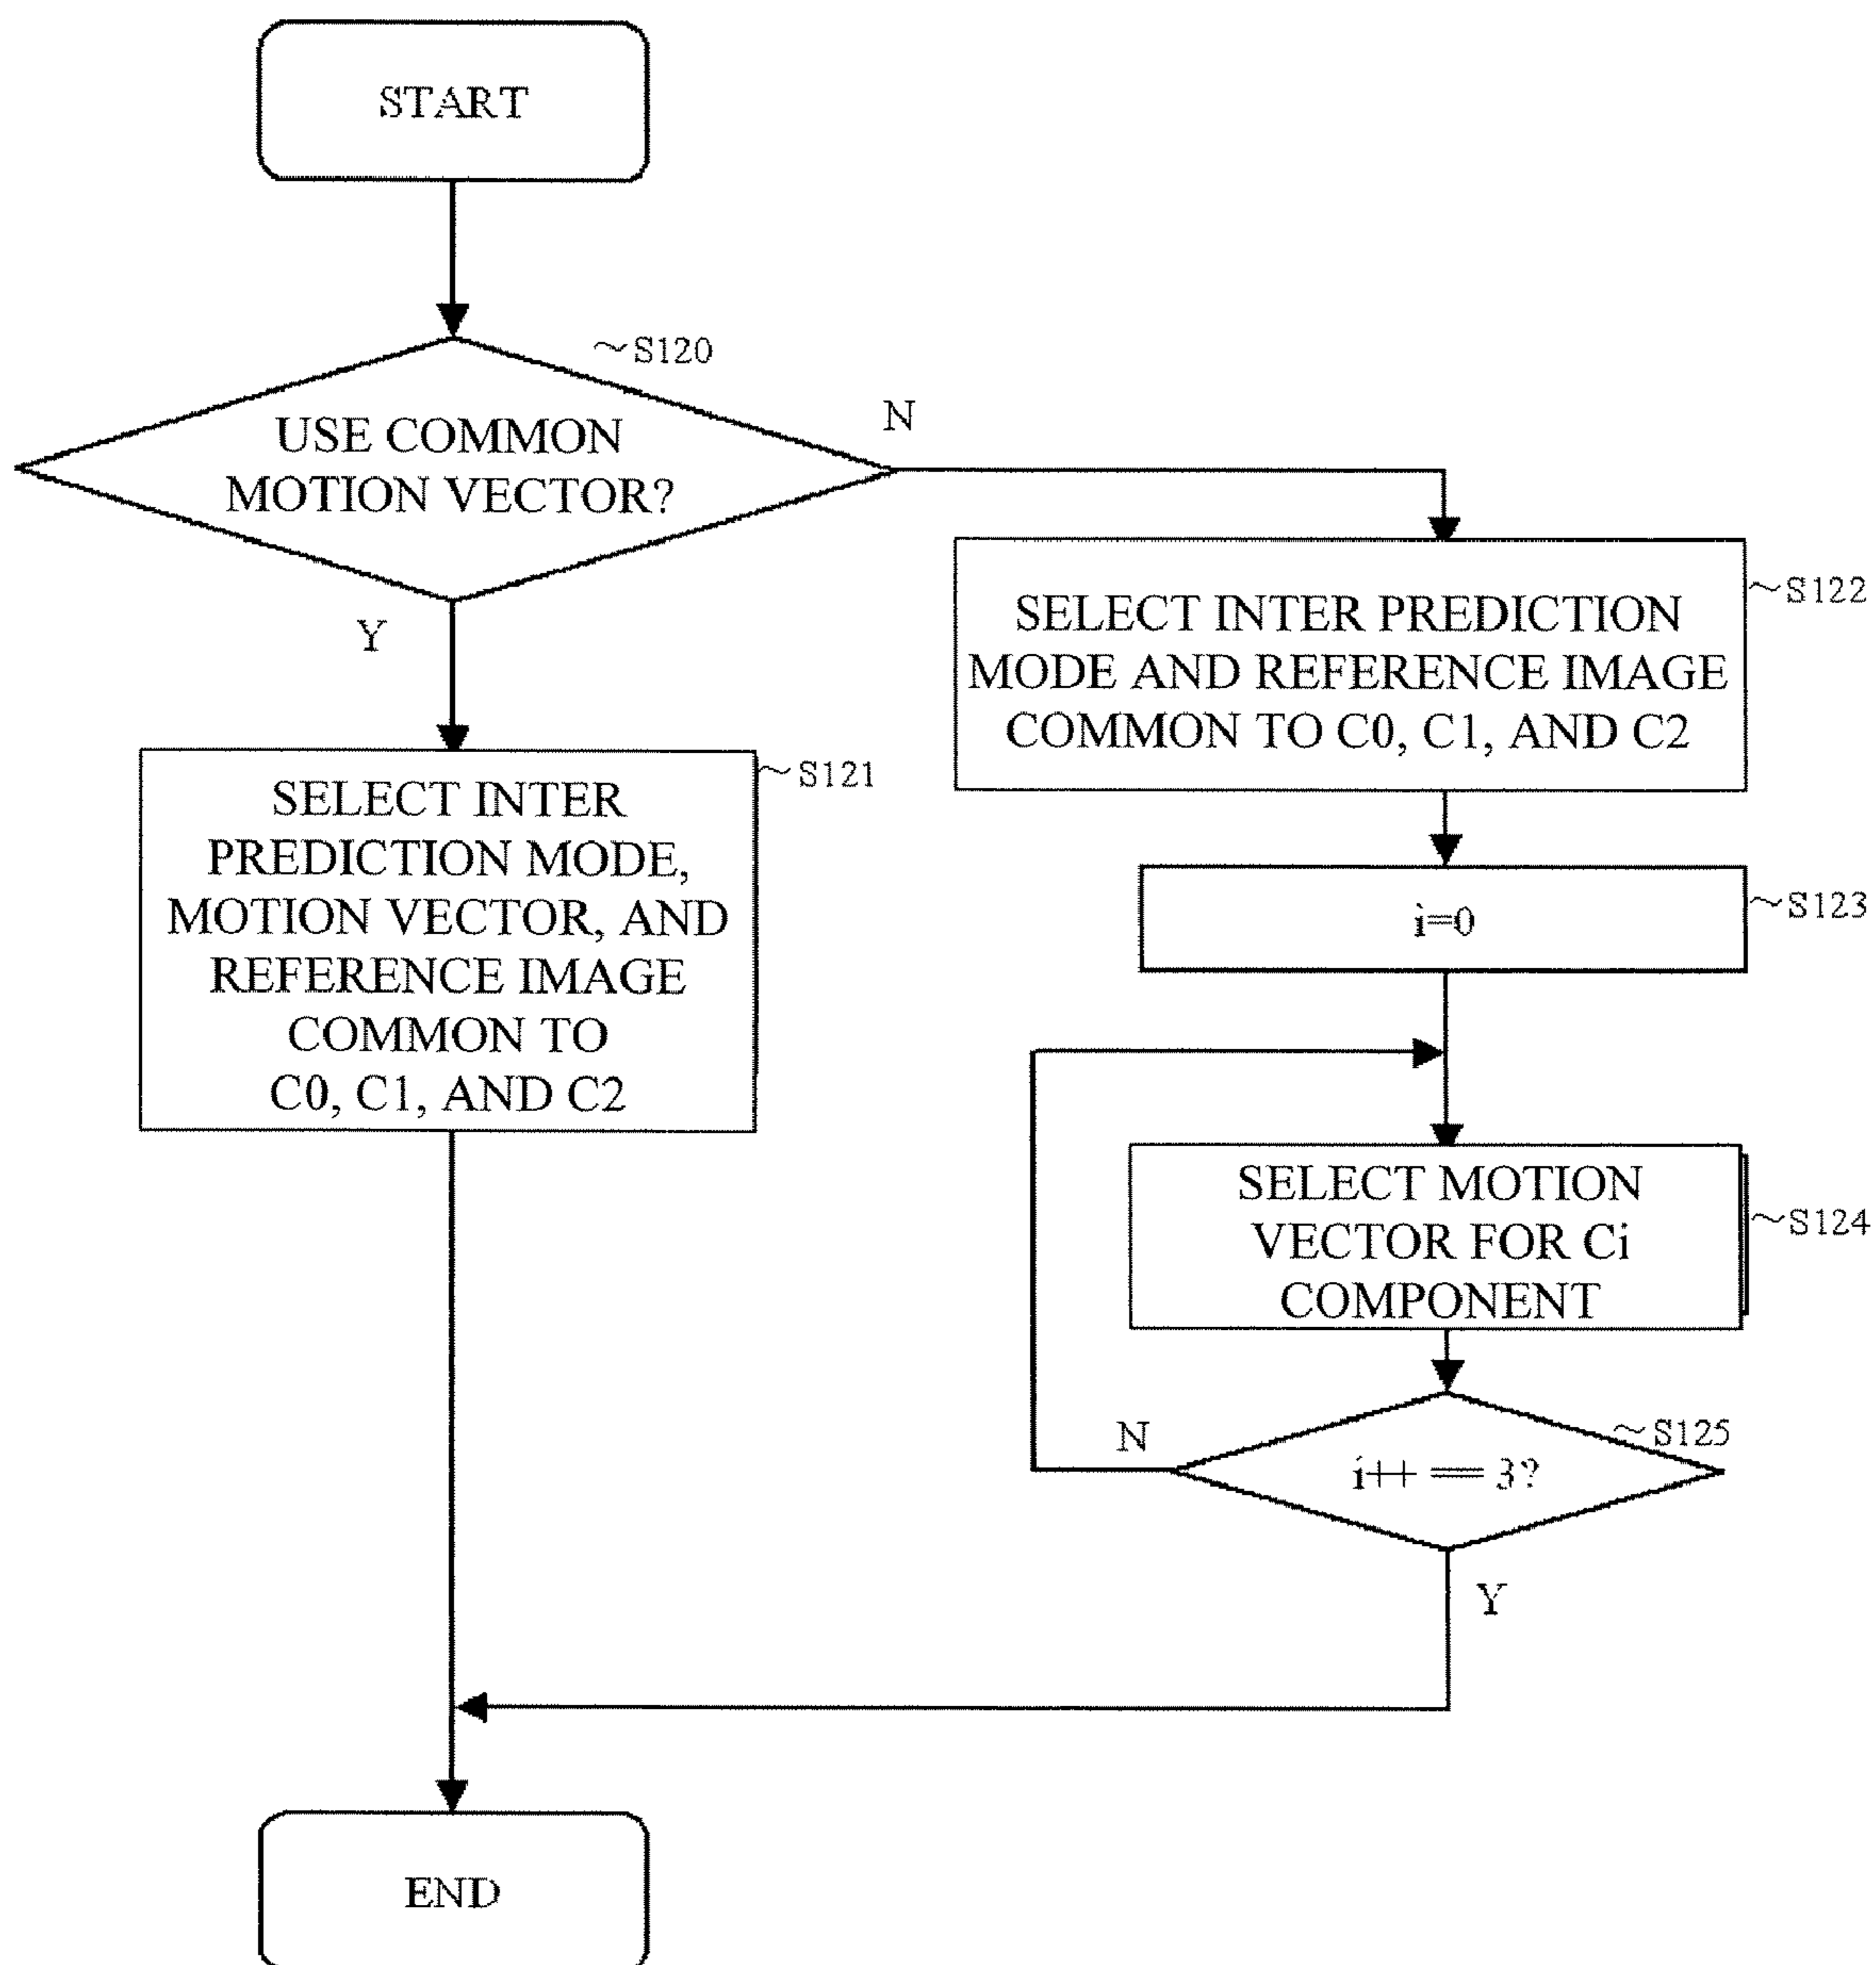 START
~S120
USE COMMON
MOTION VECTOR?
N
Y
~S121
SELECT INTER
PREDICTION MODE,
MOTION VECTOR, AND
REFERENCE IMAGE
COMMON TO
C0, C1, AND C2
~S122
SELECT INTER PREDICTION
MODE AND REFERENCE IMAGE
COMMON TO C0, C1, AND C2
~S123
i=0
~S124
SELECT MOTION
VECTOR FOR Ci
COMPONENT
~S125
N
i++ == 3?
Y
END